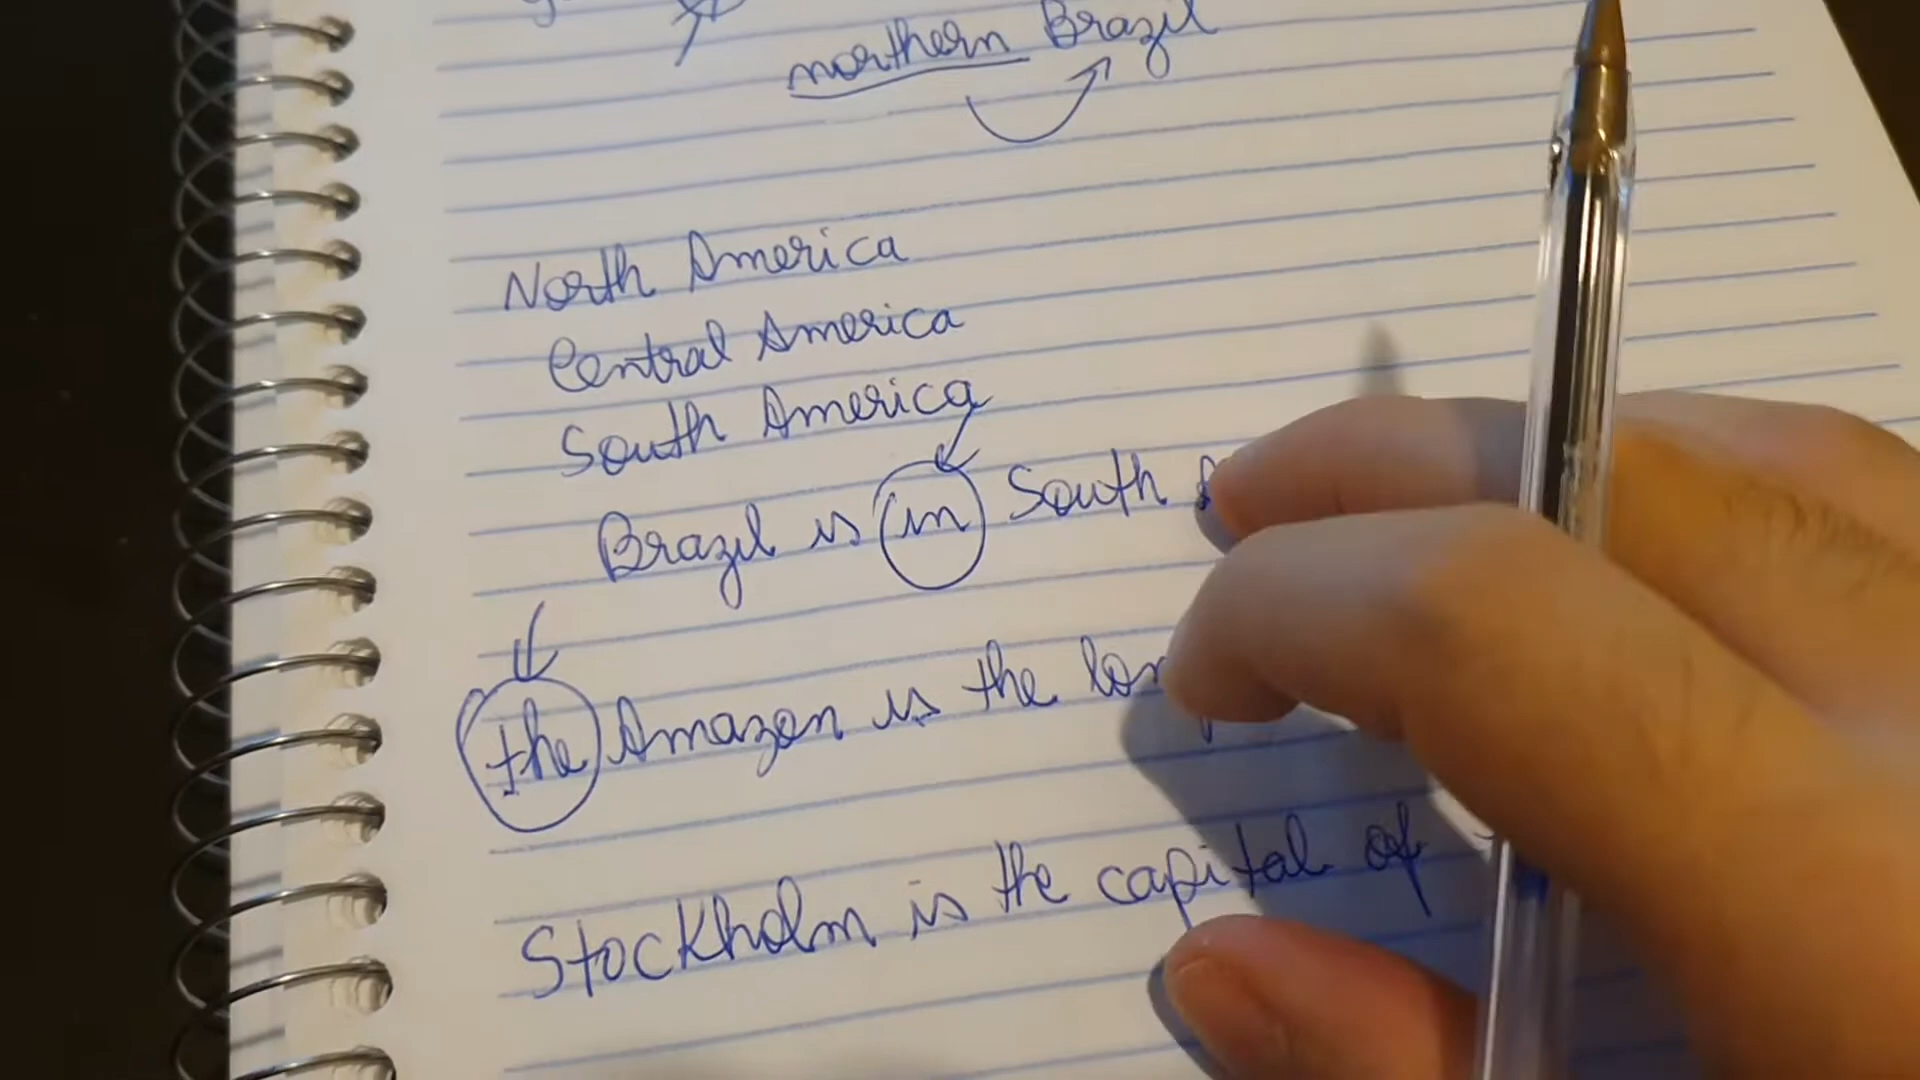 northern Brazil
North America
Central America
South America
Brazil is in South
the Amazon is the
Stockholm is the capital of